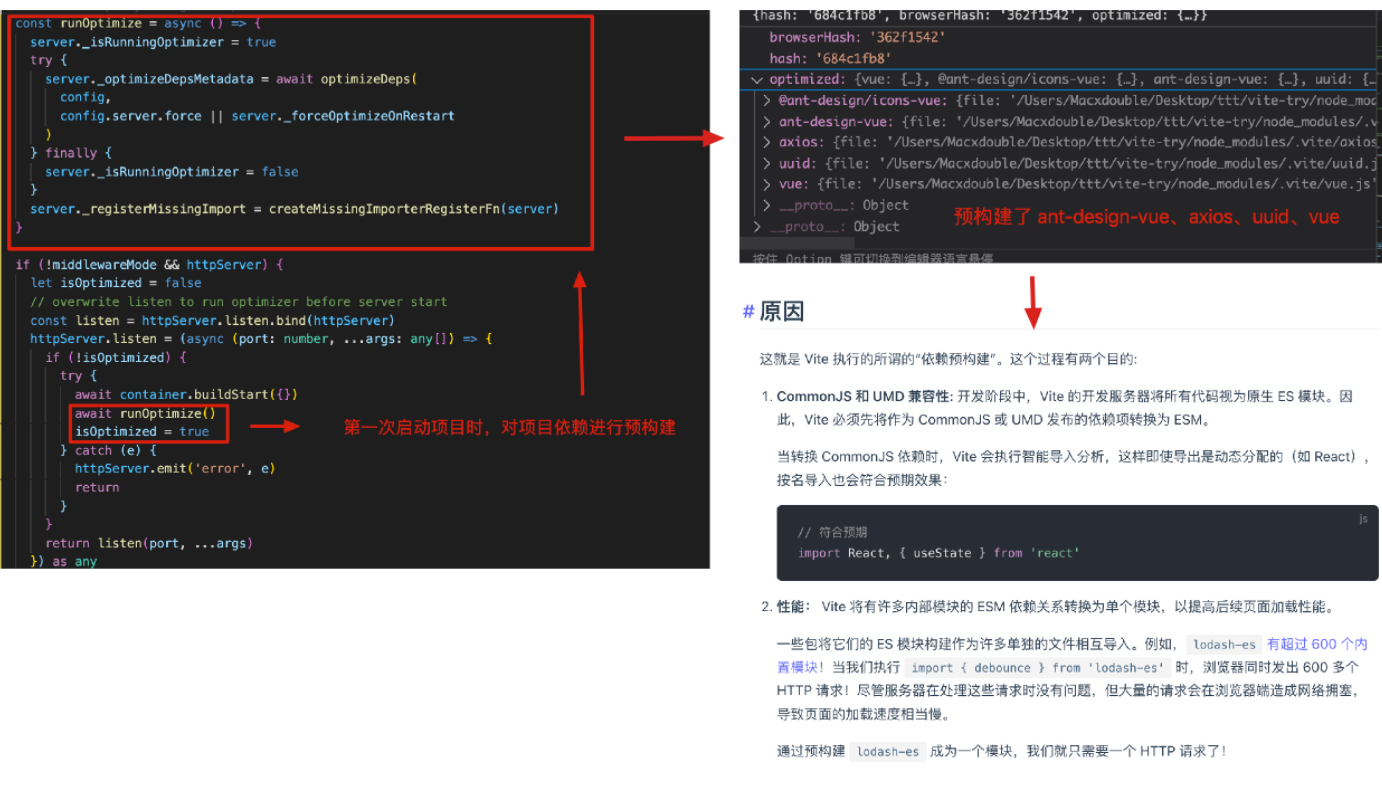 const runOptimize = async () => {
server._isRunningOptimizer = true
try {
server._optimizeDepsMetadata = await optimizeDeps(
config,
config.server.force || server._forceOptimizeOnRestart
)
} finally {
server._isRunningOptimizer = false
}
server._registerMissingImport = createMissingImporterRegisterFn(server)
}
if (!middlewareMode && httpServer) {
let isOptimized = false
// overwrite listen to run optimizer before server start
const listen = httpServer.listen.bind(httpServer)
httpServer.listen = (async (port: number, ...args: any[]) => {
if (!isOptimized) {
try {
await container.buildStart({})
await runOptimize()
isOptimized = true
第一次启动项目时，对项目依赖进行预构建
} catch (e) {
httpServer.emit('error', e)
return
}
}
return listen(port, ...args)
}) as any
{hash: '684c1fb8', browserHash: '362f1542', optimized: {…}}
browserHash: '362f1542'
hash: '684c1fb8'
optimized: {vue: {…}, @ant-design/icons-vue: {…}, ant-design-vue: {…}, uuid: {…
@ant-design/icons-vue: {file: '/Users/Macxdouble/Desktop/ttt/vite-try/node_mod
ant-design-vue: {file: '/Users/Macxdouble/Desktop/ttt/vite-try/node_modules/.v
axios: {file: '/Users/Macxdouble/Desktop/ttt/vite-try/node_modules/.vite/axios
uuid: {file: '/Users/Macxdouble/Desktop/ttt/vite-try/node_modules/.vite/uuid.j
vue: {file: '/Users/Macxdouble/Desktop/ttt/vite-try/node_modules/.vite/vue.js'
__proto__: Object
__proto__: Object
预构建了 ant-design-vue、axios、uuid、vue
按住 Option 键可切换到编辑器语言悬停
# 原因
这就是 Vite 执行的所谓的“依赖预构建”。这个过程有两个目的:
1. CommonJS 和 UMD 兼容性: 开发阶段中，Vite 的开发服务器将所有代码视为原生 ES 模块。因
此，Vite 必须先将作为 CommonJS 或 UMD 发布的依赖项转换为 ESM。
当转换 CommonJS 依赖时，Vite 会执行智能导入分析，这样即使导出是动态分配的（如 React），
按名导入也会符合预期效果：
js
// 符合预期
import React, { useState } from 'react'
2. 性能： Vite 将有许多内部模块的 ESM 依赖关系转换为单个模块，以提高后续页面加载性能。
一些包将它们的 ES 模块构建作为许多单独的文件相互导入。例如，lodash-es 有超过 600 个内
置模块！当我们执行 import { debounce } from 'lodash-es' 时，浏览器同时发出 600 多个
HTTP 请求！尽管服务器在处理这些请求时没有问题，但大量的请求会在浏览器端造成网络拥塞，
导致页面的加载速度相当慢。
通过预构建 lodash-es 成为一个模块，我们就只需要一个 HTTP 请求了！